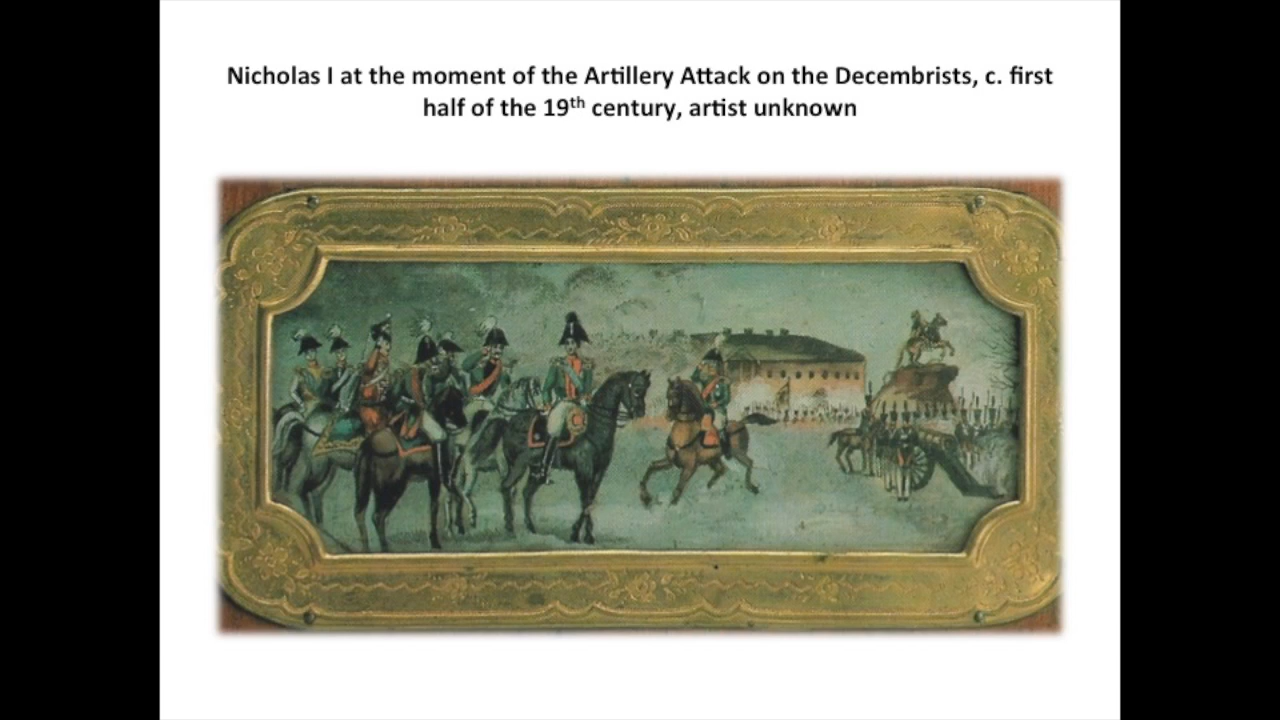 Nicholas I at the moment of the Artillery Attack on the Decembrists, c. first
half of the 19th century, artist unknown